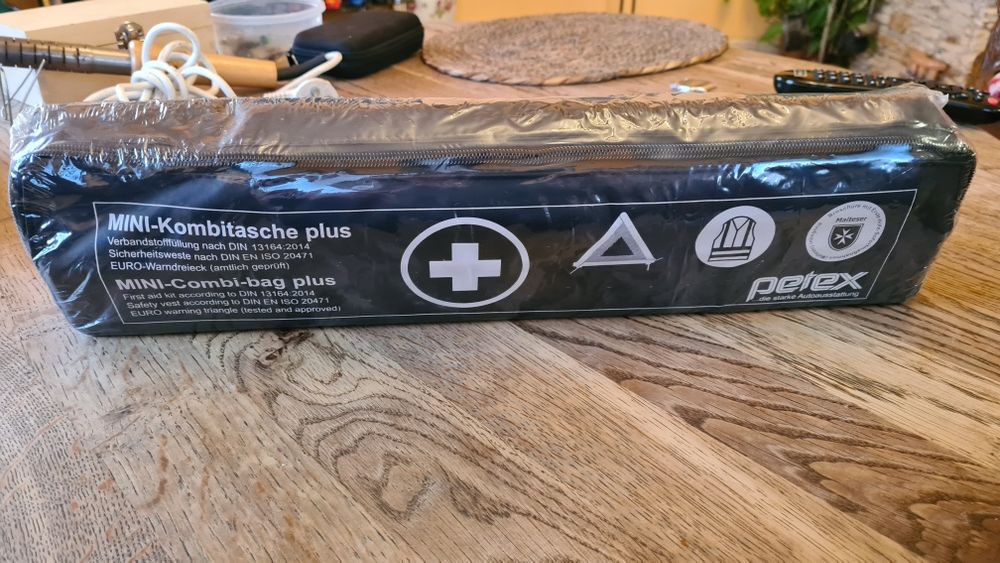 MINI-Kombitasche plus
Verbandstofffüllung nach DIN 13164:2014
Sicherheitsweste nach DIN EN ISO 20471
EURO-Warndreieck (amtlich geprüft)
MINI-Combi-bag plus
First aid kit according to DIN 13164:2014
Safety vest according to DIN EN ISO 20471
EURO warning triangle (tested and approved)
Malteser
petex
die starke Autoausstattung